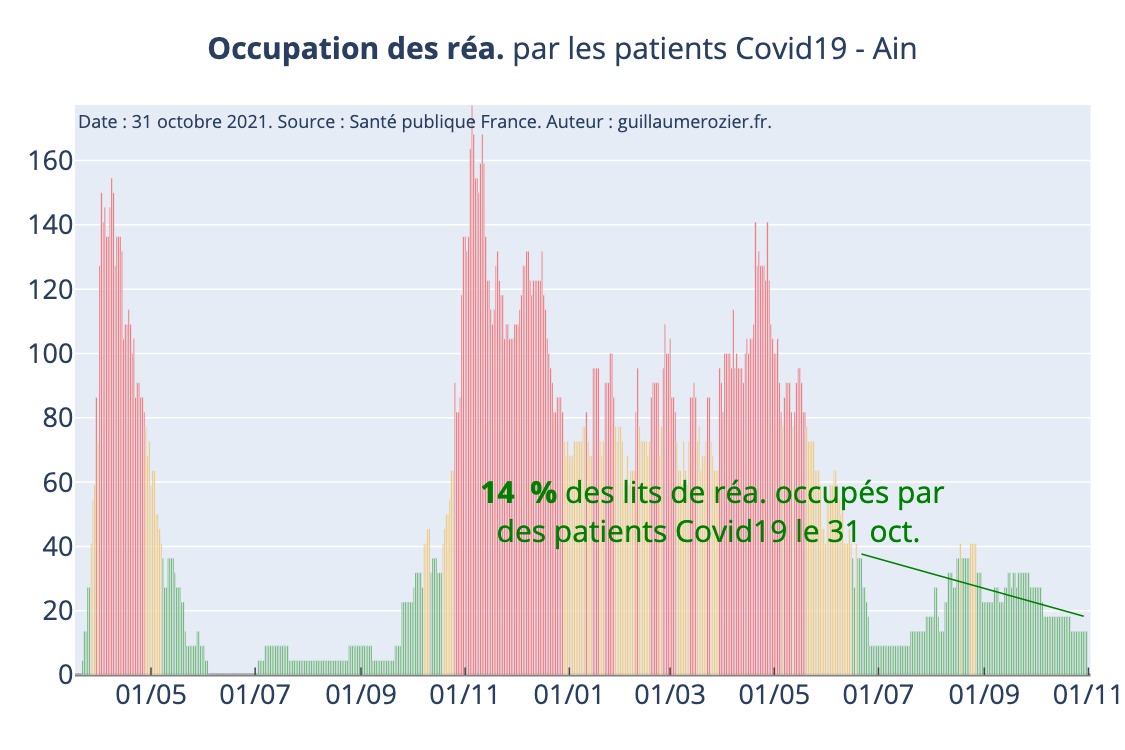 Occupation des réa. par les patients Covid19 - Ain
Date : 31 octobre 2021. Source : Santé publique France. Auteur : guillaumerozier.fr.
160
140
120
100
80
60
40
20
0
14 % des lits de réa. occupés par
des patients Covid19 le 31 oct.
01/05 01/07 01/09 01/11 01/01 01/03 01/05 01/07 01/09 01/11